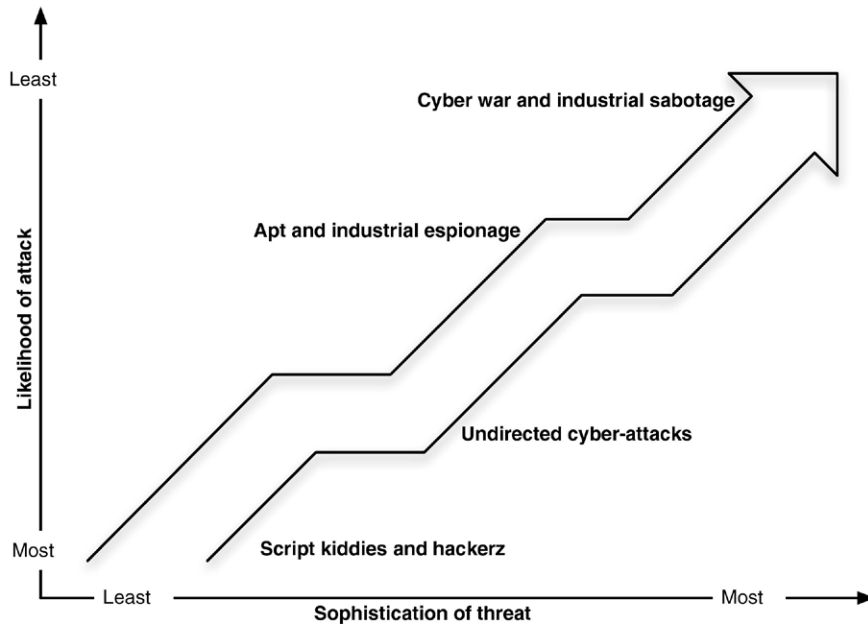 Least
Cyber war and industrial sabotage
Apt and industrial espionage
Likelihood of attack
Undirected cyber-attacks
Script kiddies and hackerz
Most
Least
Most
Sophistication of threat